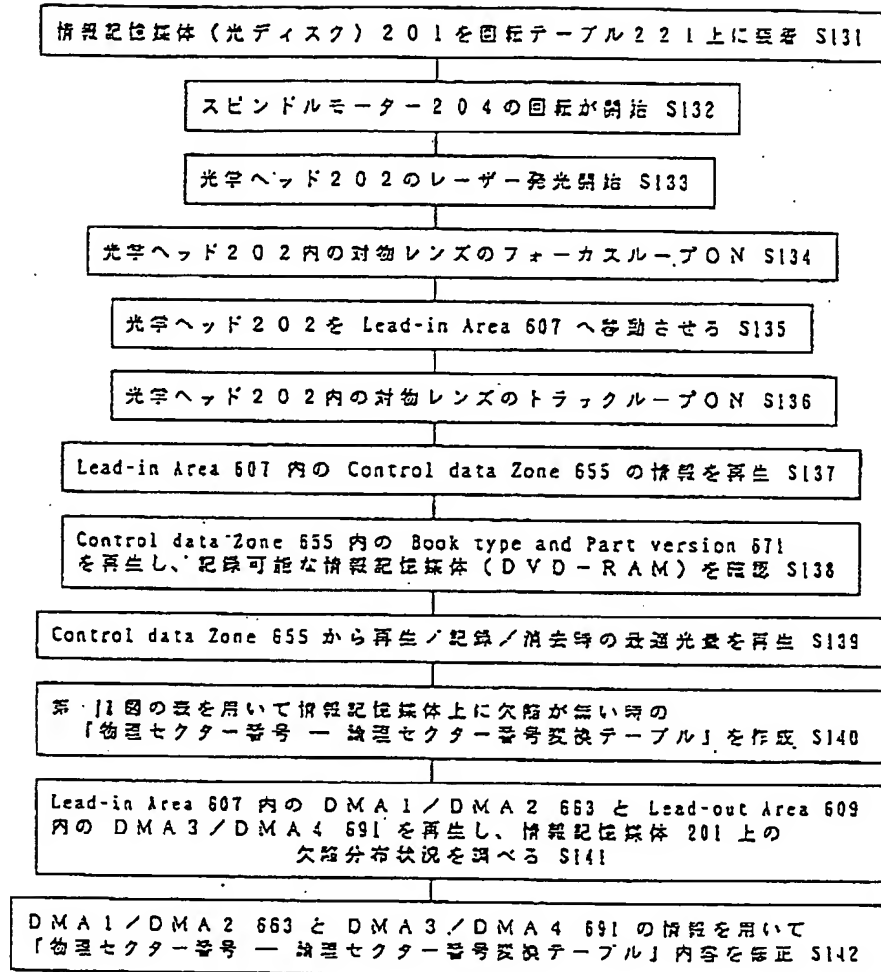 情報記憶媒体（光ディスク）２０１を回転テーブル２２１上に装着 S131
スピンドルモーター２０４の回転が開始 S132
光学ヘッド２０２のレーザー発光開始 S133
光学ヘッド２０２内の対物レンズのフォーカスループＯＮ S134
光学ヘッド２０２を Lead-in Area 607 へ移動させる S135
光学ヘッド２０２内の対物レンズのトラックループＯＮ S136
Lead-in Area 607 内の Control data Zone 655 の情報を再生 S137
Control data Zone 655 内の Book type and Part version 671
を再生し、記録可能な情報記憶媒体（ＤＶＤ－ＲＡＭ）を確認 S138
Control data Zone 655 から再生／記録／消去時の最適光量を再生 S139
第 11 図の表を用いて情報記憶媒体上に欠陥が無い時の
「物理セクター番号 ― 論理セクター番号変換テーブル」を作成 S140
Lead-in Area 607 内の ＤＭＡ１／ＤＭＡ２ 663 と Lead-out Area 609
内の ＤＭＡ３／ＤＭＡ４ 691 を再生し、情報記憶媒体 201 上の
欠陥分布状況を調べる S141
ＤＭＡ１／ＤＭＡ２ 663 と ＤＭＡ３／ＤＭＡ４ 691 の情報を用いて
「物理セクター番号 ― 論理セクター番号変換テーブル」内容を修正 S142